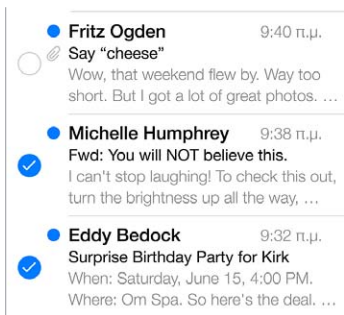 Fritz Ogden 9:40 π.μ.
Say “cheese”
Wow, that weekend flew by. Way too
short. But I got a lot of great photos. …
Michelle Humphrey 9:38 π.μ.
Fwd: You will NOT believe this.
I can't stop laughing! To check this out,
turn the brightness up all the way, …
Eddy Bedock 9:32 π.μ.
Surprise Birthday Party for Kirk
When: Saturday, June 15, 4:00 PM.
Where: Om Spa. So here's the deal. …